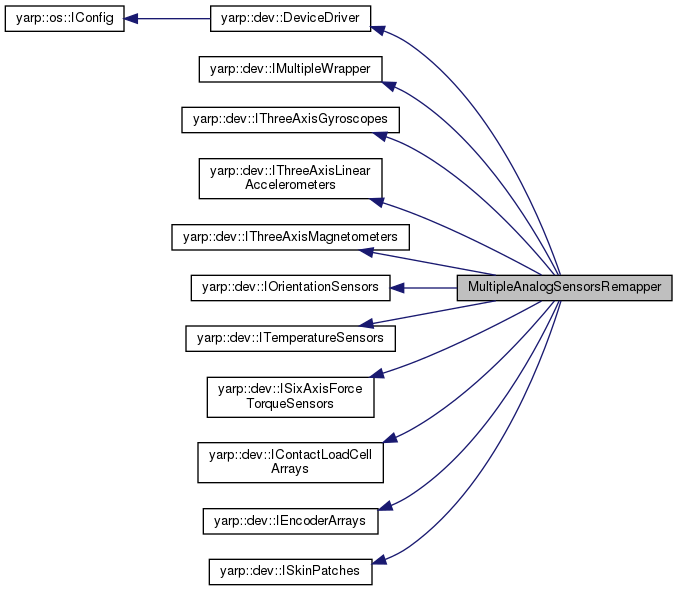 yarp::os::IConfig
yarp::dev::DeviceDriver
yarp::dev::IMultipleWrapper
yarp::dev::IThreeAxisGyroscopes
yarp::dev::IThreeAxisLinear
Accelerometers
yarp::dev::IThreeAxisMagnetometers
yarp::dev::IOrientationSensors
MultipleAnalogSensorsRemapper
yarp::dev::ITemperatureSensors
yarp::dev::ISixAxisForce
TorqueSensors
yarp::dev::IContactLoadCell
Arrays
yarp::dev::IEncoderArrays
yarp::dev::ISkinPatches